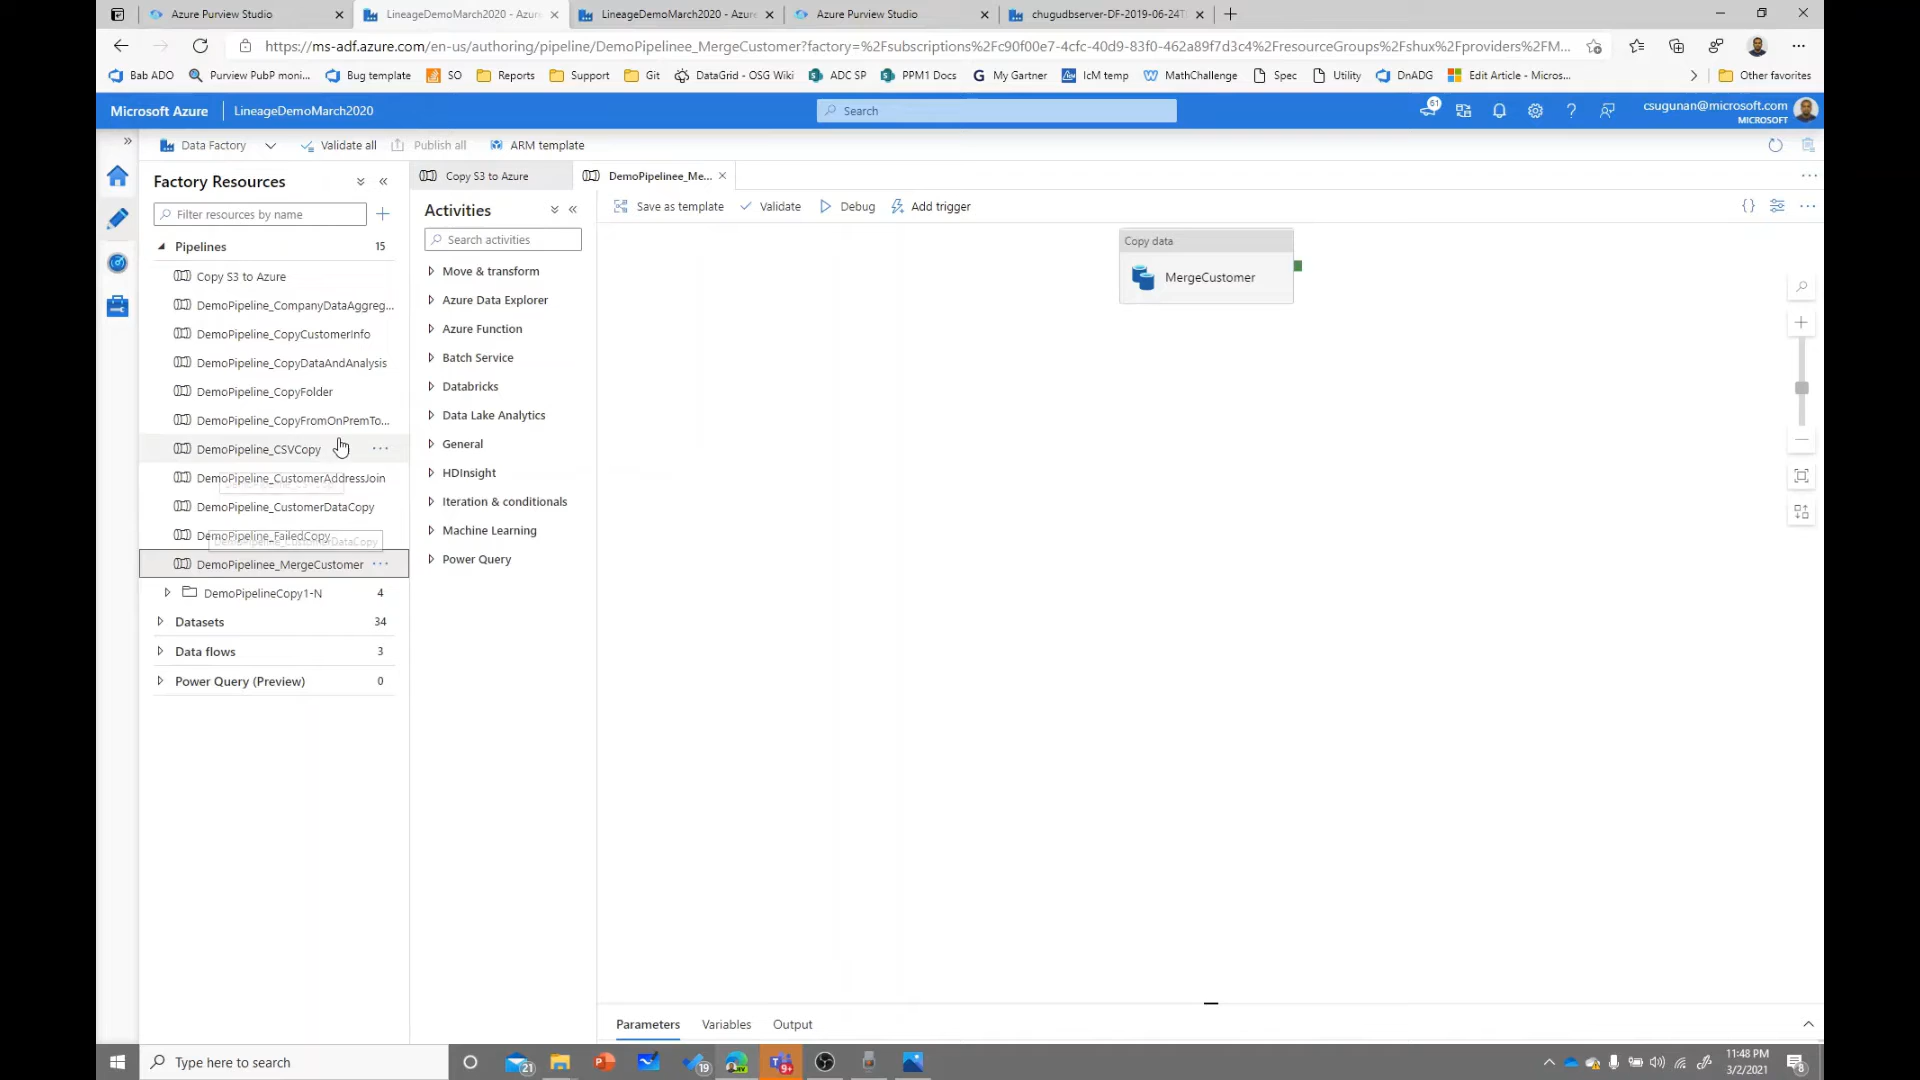 Azure Purview Studio
LineageDemoMarch2020 - Azure
LineageDemoMarch2020 - Azure
Azure Purview Studio
chugudbserver-DF-2019-06-24T
https://ms-adf.azure.com/en-us/authoring/pipeline/DemoPipelinee_MergeCustomer?factory=%2Fsubscriptions%2Fc90f00e7-4cfc-40d9-83f0-462a89f7d3c4%2FresourceGroups%2Fshux%2Fproviders%2FM...
Bab ADO
Purview PubP moni...
Bug template
SO
Reports
Support
Git
DataGrid - OSG Wiki
ADC SP
PPM1 Docs
My Gartner
IcM temp
MathChallenge
Spec
Utility
DnADG
Edit Article - Micros...
Other favorites
Microsoft Azure
LineageDemoMarch2020
Search
61
csugunan@microsoft.com
MICROSOFT
Data Factory
Validate all
Publish all
ARM template
Factory Resources
Copy S3 to Azure
DemoPipelinee_Me...
Filter resources by name
Activities
Save as template
Validate
Debug
Add trigger
Search activities
Pipelines 15
Copy S3 to Azure
DemoPipeline_CompanyDataAggreg...
DemoPipeline_CopyCustomerInfo
DemoPipeline_CopyDataAndAnalysis
DemoPipeline_CopyFolder
DemoPipeline_CopyFromOnPremTo...
DemoPipeline_CSVCopy
DemoPipeline_CustomerAddressJoin
DemoPipeline_CustomerDataCopy
DemoPipeline_FailedCopy
DemoPipeline_CustomerDataCopy
DemoPipelinee_MergeCustomer
DemoPipelineCopy1-N 4
Datasets 34
Data flows 3
Power Query (Preview) 0
Move & transform
Azure Data Explorer
Azure Function
Batch Service
Databricks
Data Lake Analytics
General
HDInsight
Iteration & conditionals
Machine Learning
Power Query
Copy data
MergeCustomer
Parameters
Variables
Output
Type here to search
21
19
9+
11:48 PM
3/2/2021
8